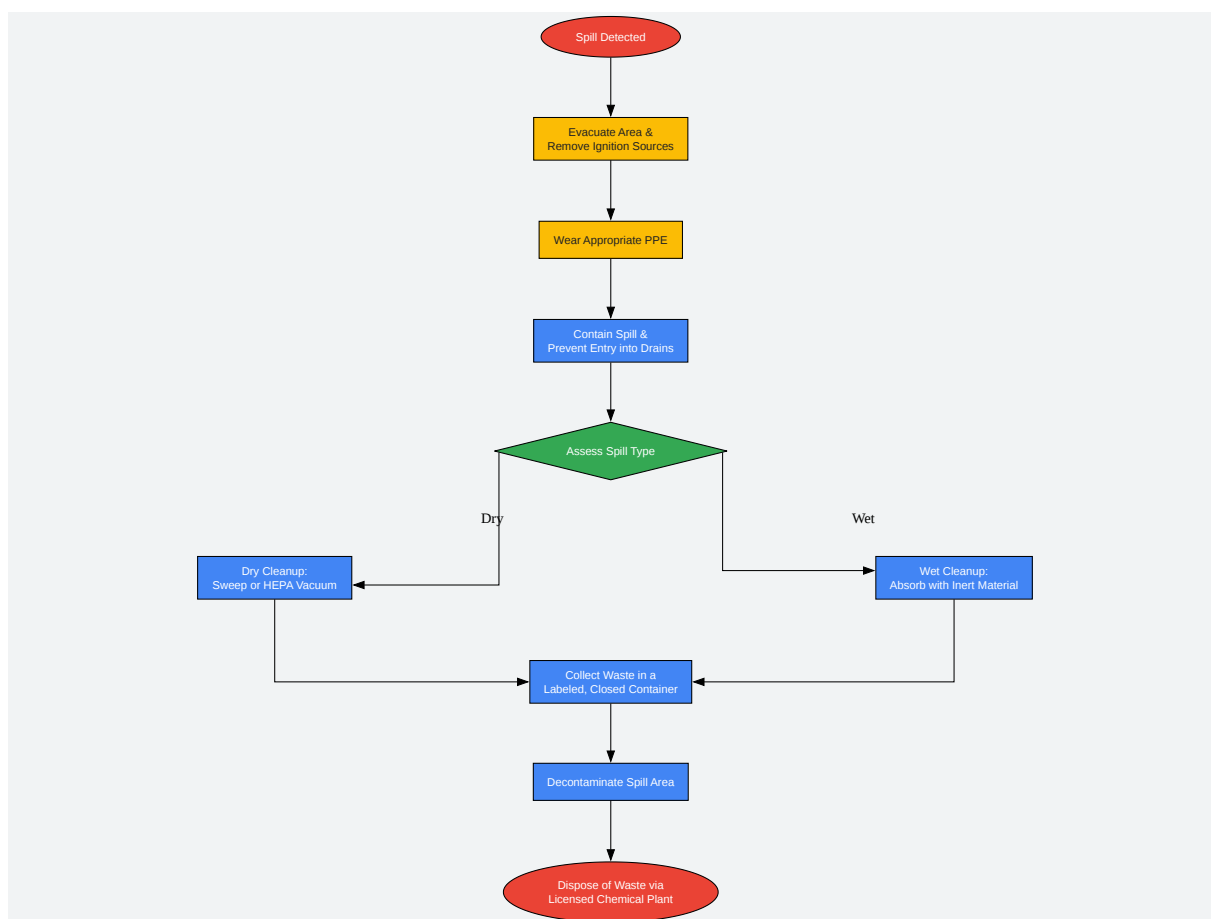 Spill Detected
Evacuate Area &
Remove Ignition Sources
Wear Appropriate PPE
Contain Spill &
Prevent Entry into Drains
Assess Spill Type
Dry
Wet
Dry Cleanup:
Sweep or HEPA Vacuum
Wet Cleanup:
Absorb with Inert Material
Collect Waste in a
Labeled, Closed Container
Decontaminate Spill Area
Dispose of Waste via
Licensed Chemical Plant